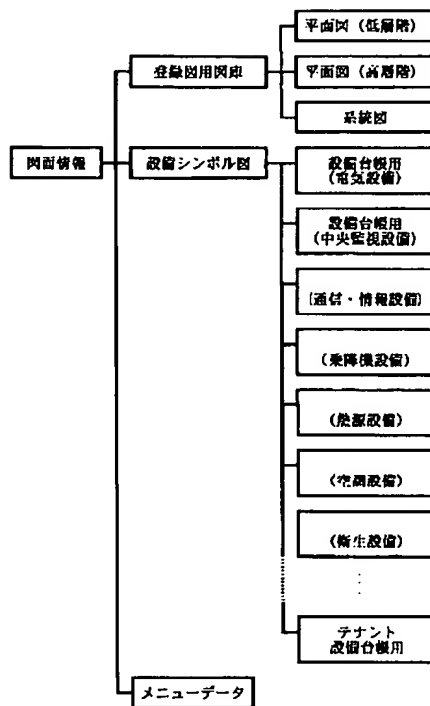 平面図（低層階）
登録図用図庫
平面図（高層階）
系統図
図面情報
設備シンボル図
設備台帳用
（電気設備）
設備台帳用
（中央監視設備）
（通信・情報設備）
（乗降機設備）
（熱源設備）
（空調設備）
（衛生設備）
テナント
設備台帳用
メニューデータ